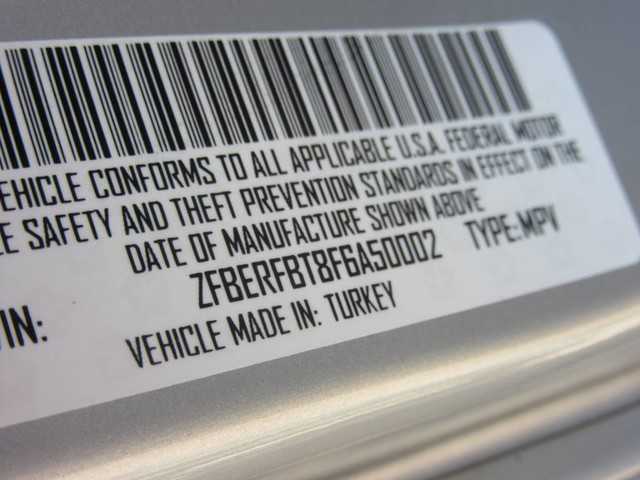 VEHICLE CONFORMS TO ALL APPLICABLE U.S.A. FEDERAL MOTOR
SAFETY AND THEFT PREVENTION STANDARDS IN EFFECT ON THE
DATE OF MANUFACTURE SHOWN ABOVE
ZFBERFBT8F6A50002 TYPE:MPV
VIN:
VEHICLE MADE IN: TURKEY